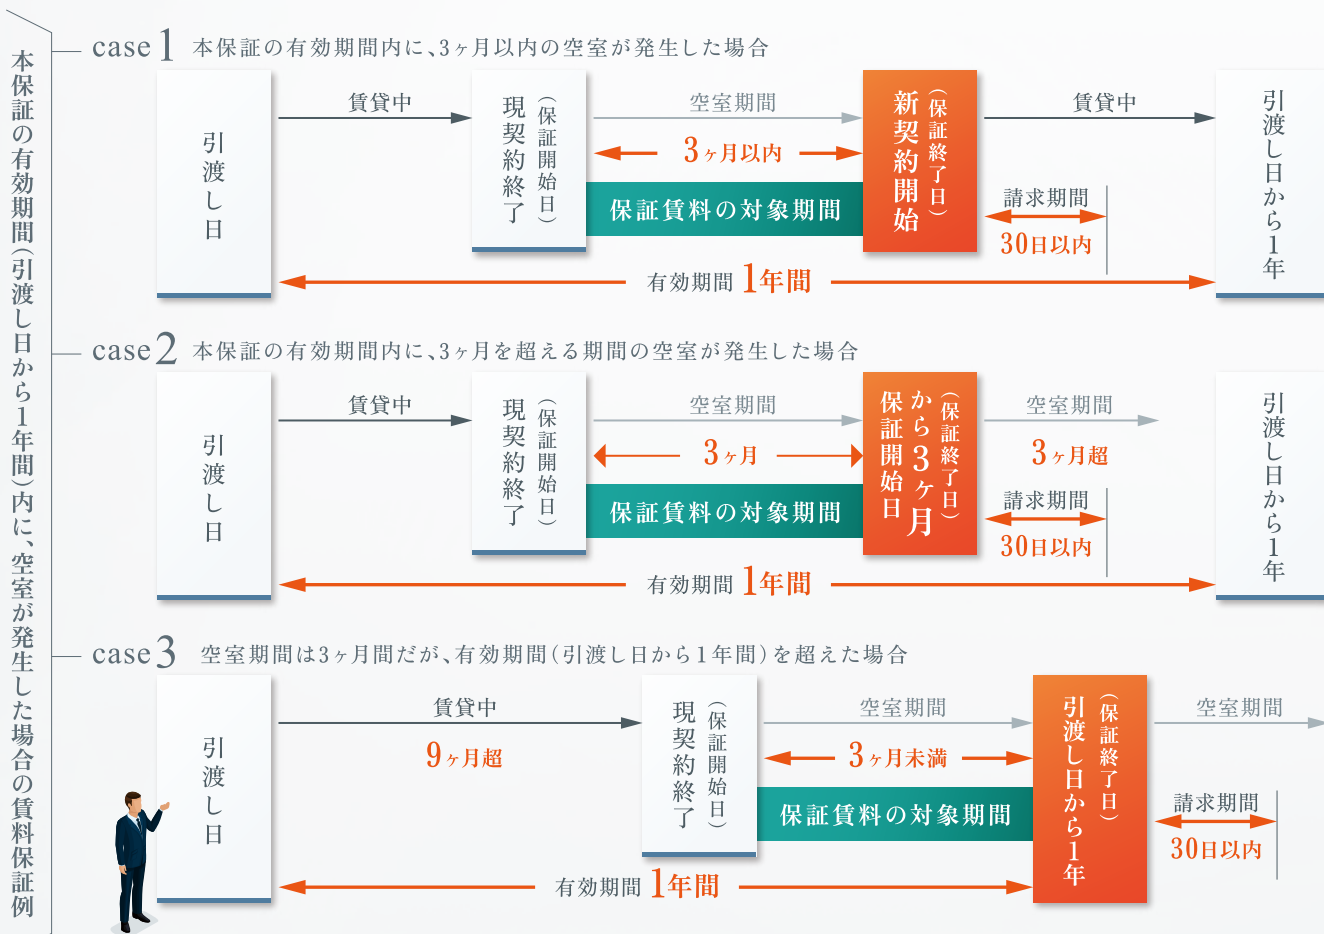 本保証の有効期間(引渡し日から1年間)内に、空室が発生した場合の賃料保証例
case 1 本保証の有効期間内に、3ヶ月以内の空室が発生した場合
引渡し日
賃貸中
現契約終了
(保証開始日)
空室期間
3ヶ月以内
保証賃料の対象期間
(保証終了日)
新契約開始
賃貸中
請求期間
30日以内
引渡し日から1年
有効期間 1年間
case 2 本保証の有効期間内に、3ヶ月を超える期間の空室が発生した場合
引渡し日
賃貸中
現契約終了
(保証開始日)
空室期間
3ヶ月
保証賃料の対象期間
(保証終了日)
保証開始日
から3ヶ月
空室期間
3ヶ月超
請求期間
30日以内
引渡し日から1年
有効期間 1年間
case 3 空室期間は3ヶ月間だが、有効期間(引渡し日から1年間)を超えた場合
引渡し日
賃貸中
9ヶ月超
現契約終了
(保証開始日)
空室期間
3ヶ月未満
保証賃料の対象期間
(保証終了日)
引渡し日から1年
空室期間
請求期間
30日以内
有効期間 1年間